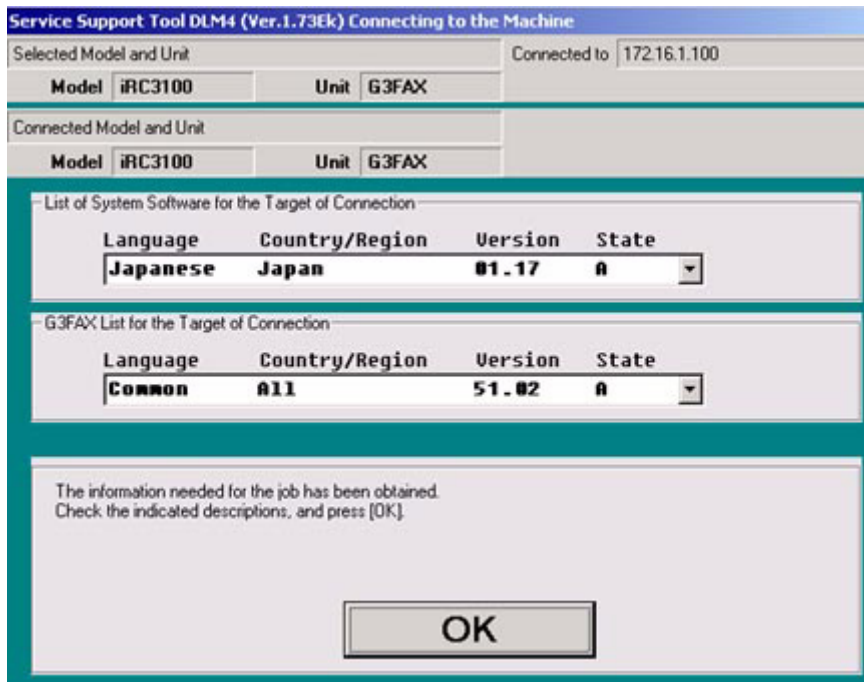 Service Support Tool DLM4 (Ver.1.73Ek) Connecting to the Machine
Selected Model and Unit Connected to 172.16.1.100
Model iRC3100 Unit G3FAX
Connected Model and Unit
Model iRC3100 Unit G3FAX
List of System Software for the Target of Connection
Language Country/Region Version State
Japanese Japan 01.17 A
G3FAX List for the Target of Connection
Language Country/Region Version State
Common All 51.02 A
The information needed for the job has been obtained.
Check the indicated descriptions, and press [OK].
OK